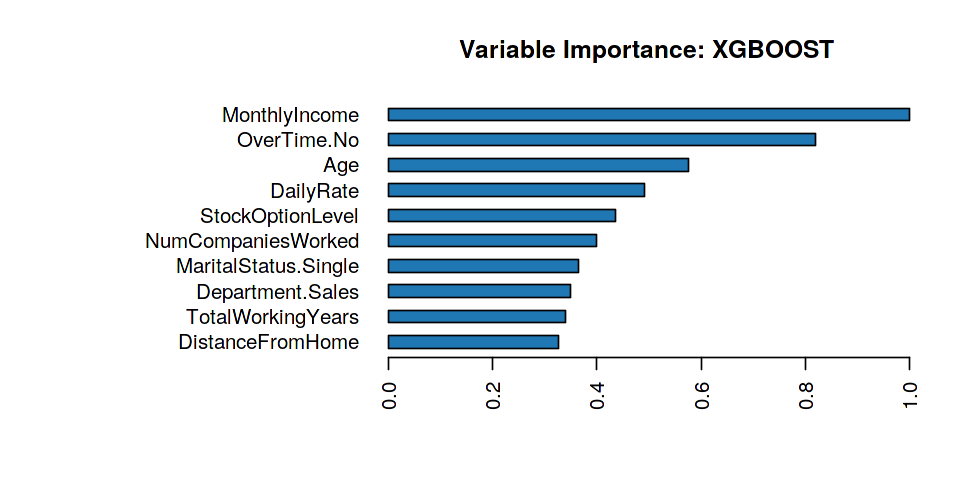 Variable Importance: XGBOOST
MonthlyIncome
OverTime.No
Age
DailyRate
StockOptionLevel
NumCompaniesWorked
MaritalStatus.Single
Department.Sales
TotalWorkingYears
DistanceFromHome
0.0
0.2
0.4
0.6
0.8
1.0